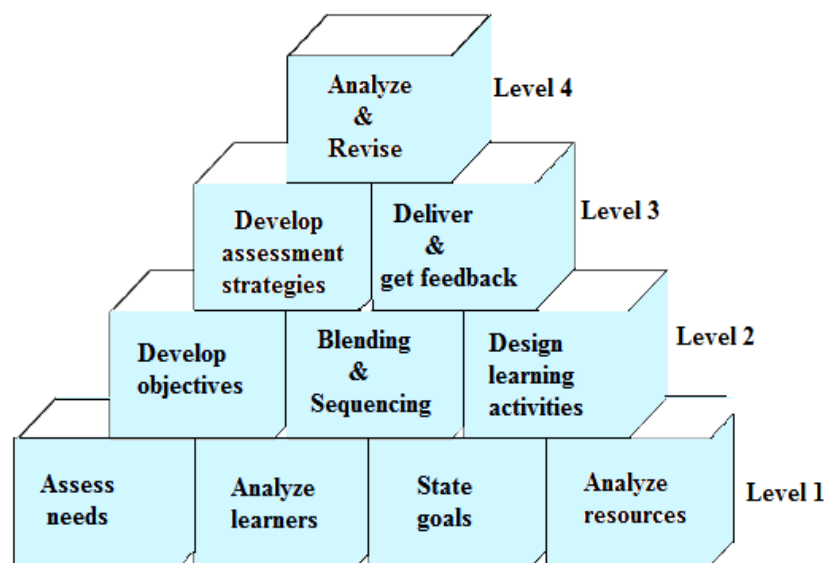 Analyze
&
Revise
Level 4
Develop
assessment
strategies
Deliver
&
get feedback
Level 3
Develop
objectives
Blending
&
Sequencing
Design
learning
activities
Level 2
Assess
needs
Analyze
learners
State
goals
Analyze
resources
Level 1